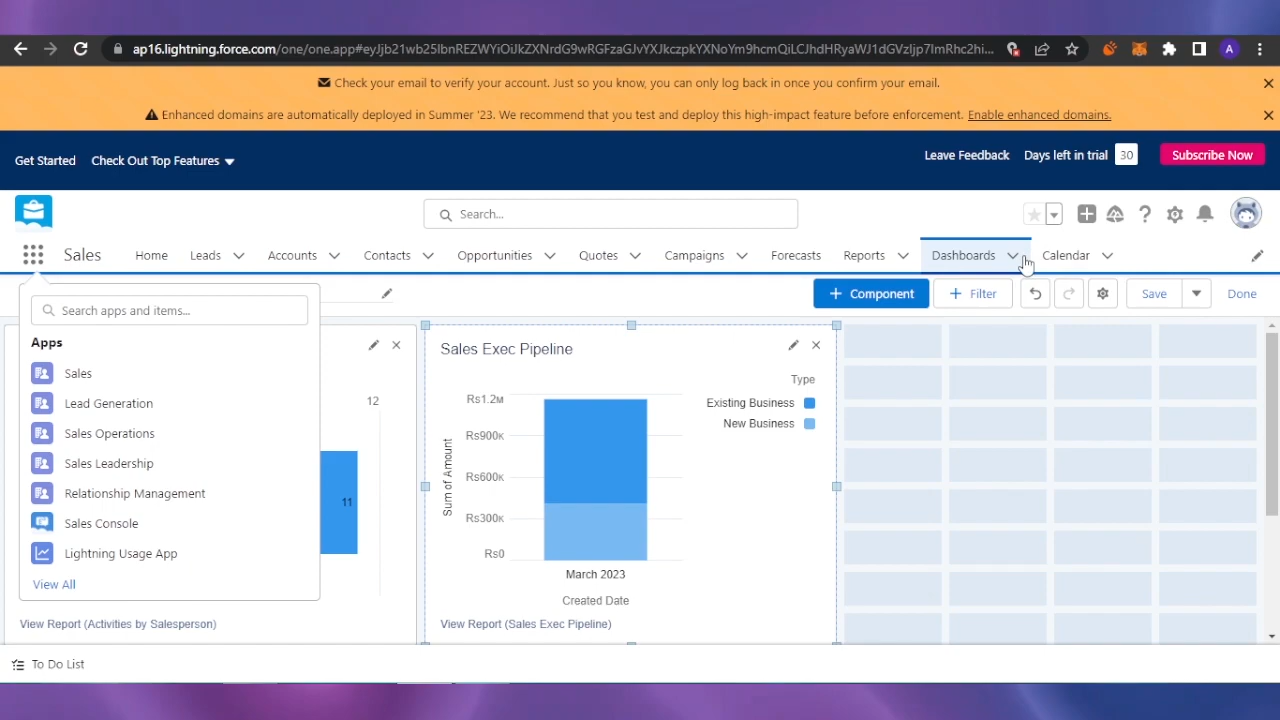 ap16.lightning.force.com/one/one.app#eyJjb21wb25lbnREZWYiOiJkZXNrdG9wRGFzaGJvYXJkczpkYXNoYm9hcmQiLCJhdHRyaWJ1dGVzIjp7ImRhc2hi...
A
Check your email to verify your account. Just so you know, you can only log back in once you confirm your email.
Enhanced domains are automatically deployed in Summer '23. We recommend that you test and deploy this high-impact feature before enforcement. Enable enhanced domains.
Get Started Check Out Top Features Leave Feedback Days left in trial 30 Subscribe Now
Search...
Sales Home Leads Accounts Contacts Opportunities Quotes Campaigns Forecasts Reports Dashboards Calendar
+ Component + Filter Save Done
Search apps and items...
Apps
Sales
Lead Generation
Sales Operations
Sales Leadership
Relationship Management
Sales Console
Lightning Usage App
View All
12
11
View Report (Activities by Salesperson)
Sales Exec Pipeline
Type
Existing Business
New Business
Rs1.2M
Rs900K
Rs600K
Rs300K
Rs0
Sum of Amount
March 2023
Created Date
View Report (Sales Exec Pipeline)
To Do List